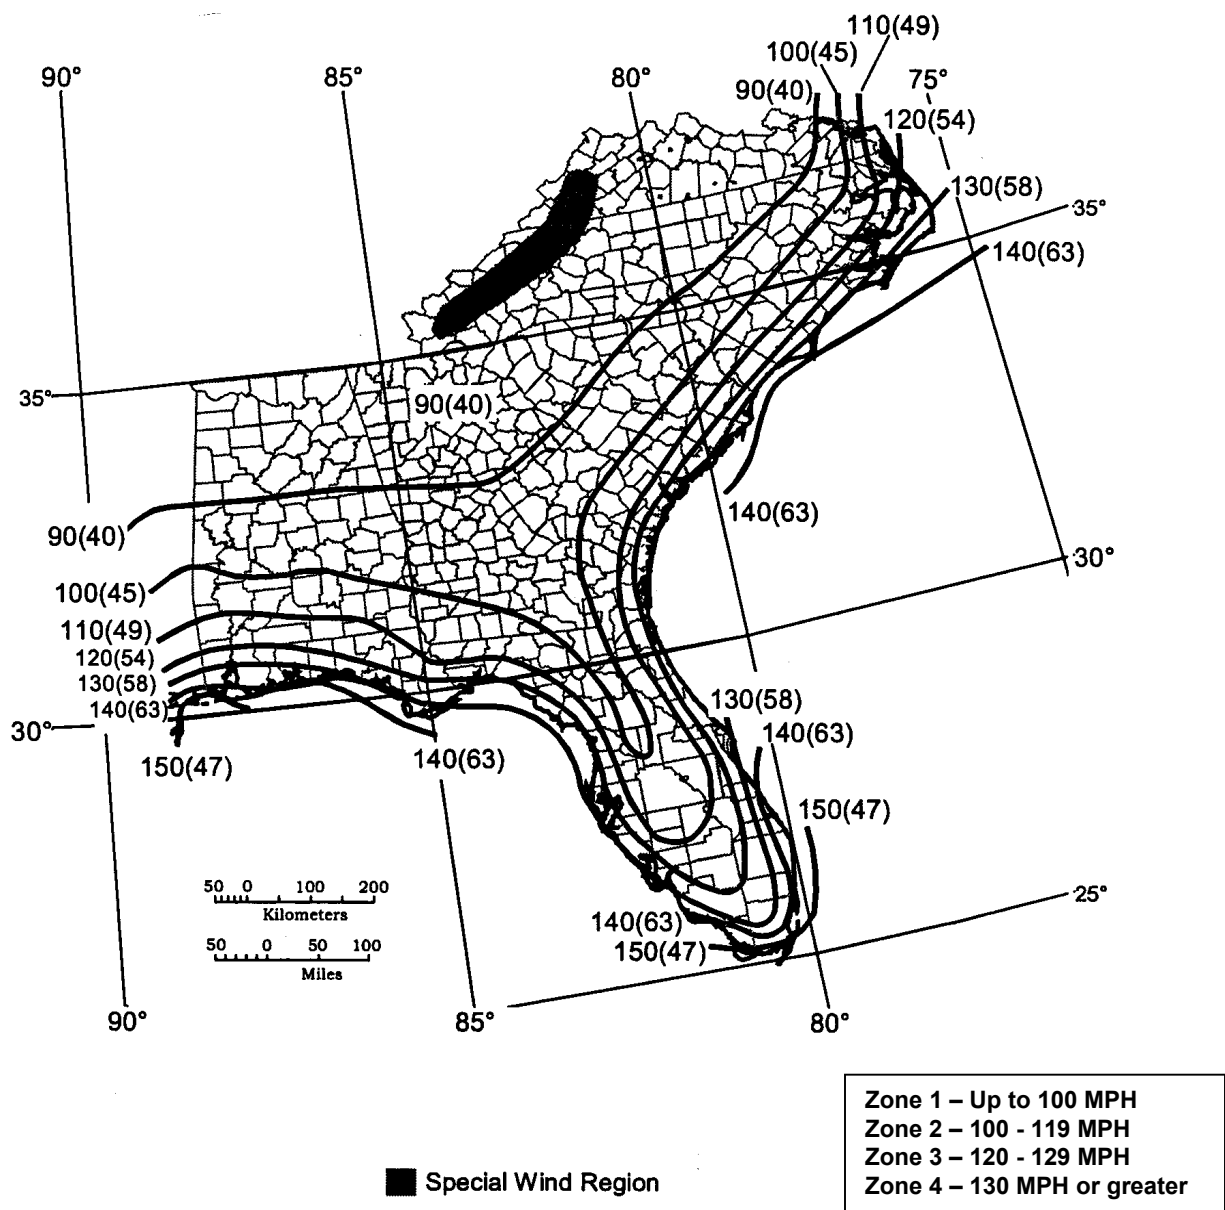 110(49)
100(45)
90° 85° 80° 75°
90(40)
120(54)
130(58)
35°
140(63)
35°
90(40)
140(63)
90(40)
30°
100(45)
110(49)
120(54)
130(58)
140(63)
130(58)
30°
140(63)
150(47)
140(63)
150(47)
50 0 100 200
Kilometers
25°
140(63)
50 0 50 100
150(47)
Miles
90° 85° 80°
Zone 1 – Up to 100 MPH
Zone 2 – 100 - 119 MPH
Zone 3 – 120 - 129 MPH
Zone 4 – 130 MPH or greater
Special Wind Region